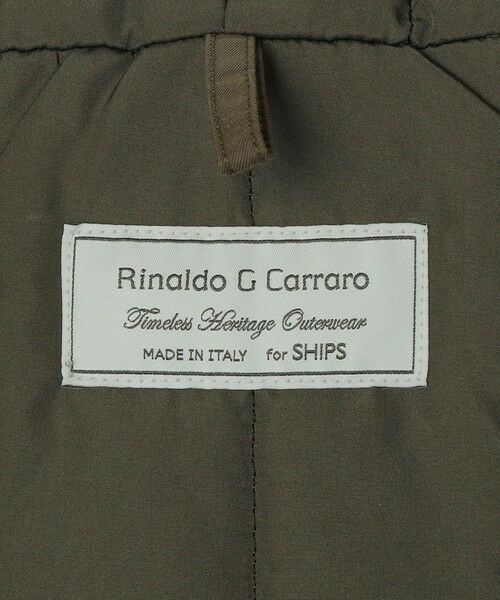 Rinaldo G Carraro
Timeless Heritage Outerwear
MADE IN ITALY for SHIPS